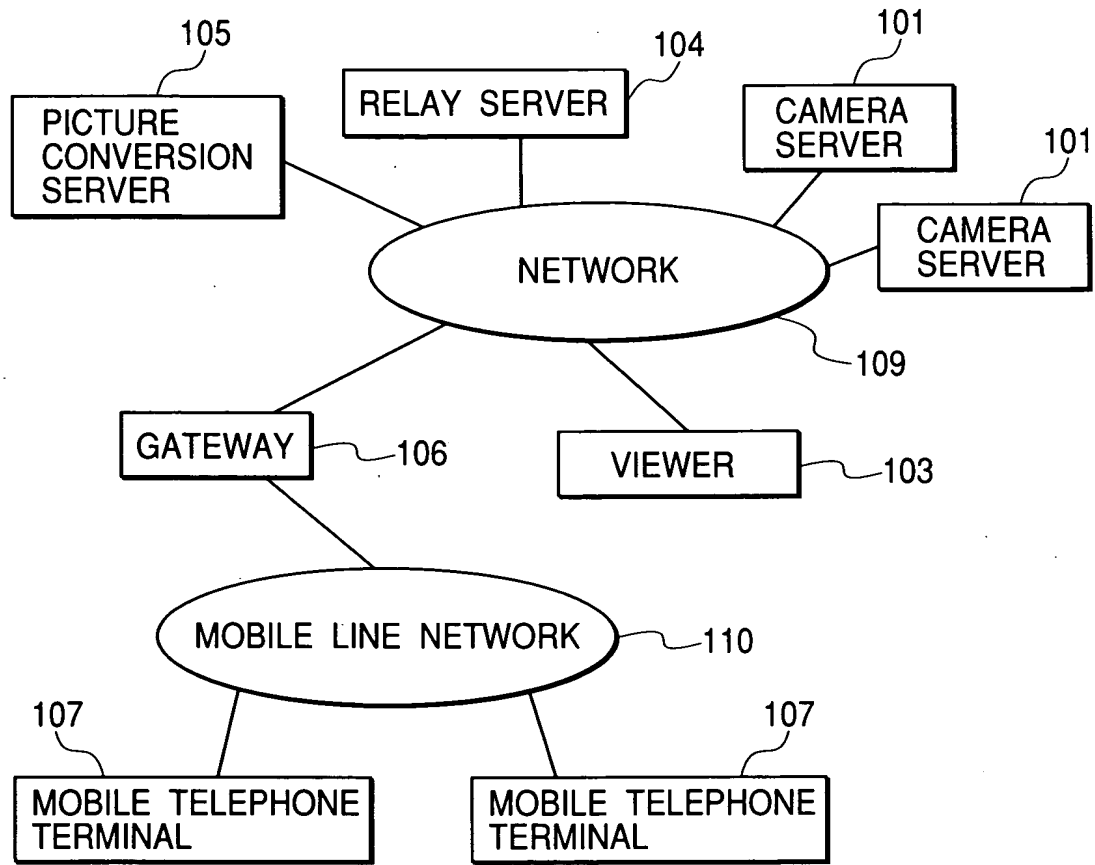 105
104
101
PICTURE
CONVERSION
SERVER
RELAY SERVER
CAMERA
SERVER
101
CAMERA
SERVER
NETWORK
109
GATEWAY
106
VIEWER
103
MOBILE LINE NETWORK
110
107
107
MOBILE TELEPHONE
TERMINAL
MOBILE TELEPHONE
TERMINAL